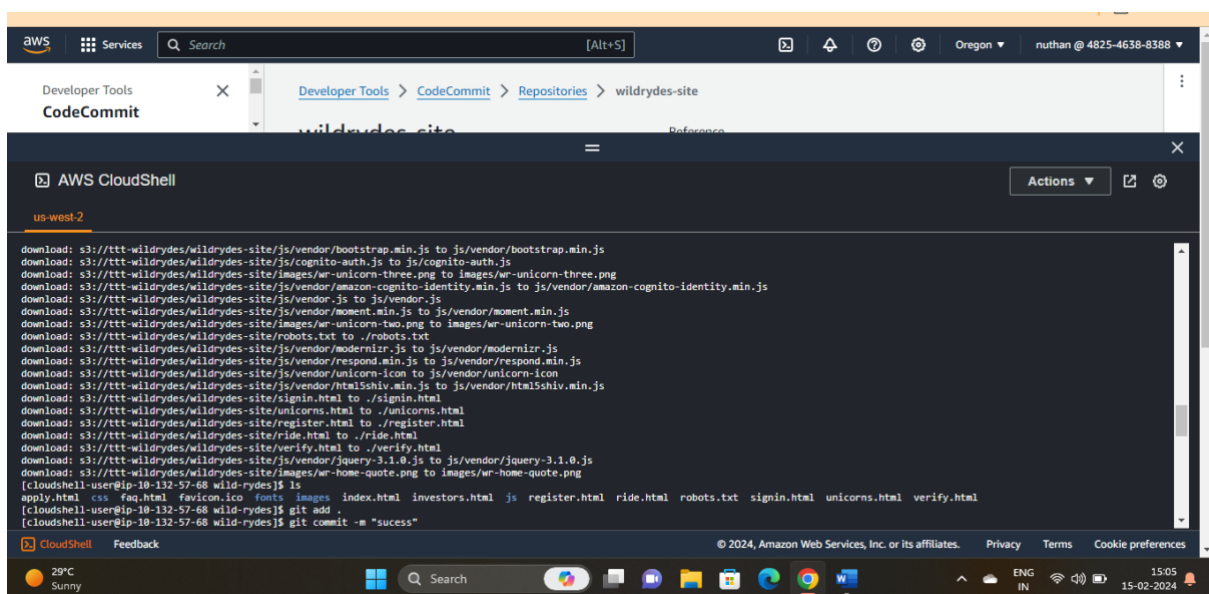 aws Services Search [Alt+S] Oregon ▼ nuthan @ 4825-4638-8388 ▼
Developer Tools
CodeCommit
Developer Tools > CodeCommit > Repositories > wildrydes-site
wildrydes-site
Reference
AWS CloudShell
Actions ▼
us-west-2
download: s3://ttt-wildrydes/wildrydes-site/js/vendor/bootstrap.min.js to js/vendor/bootstrap.min.js
download: s3://ttt-wildrydes/wildrydes-site/js/cognito-auth.js to js/cognito-auth.js
download: s3://ttt-wildrydes/wildrydes-site/images/wr-unicorn-three.png to images/wr-unicorn-three.png
download: s3://ttt-wildrydes/wildrydes-site/js/vendor/amazon-cognito-identity.min.js to js/vendor/amazon-cognito-identity.min.js
download: s3://ttt-wildrydes/wildrydes-site/js/vendor.js to js/vendor.js
download: s3://ttt-wildrydes/wildrydes-site/js/vendor/moment.min.js to js/vendor/moment.min.js
download: s3://ttt-wildrydes/wildrydes-site/images/wr-unicorn-two.png to images/wr-unicorn-two.png
download: s3://ttt-wildrydes/wildrydes-site/robots.txt to ./robots.txt
download: s3://ttt-wildrydes/wildrydes-site/js/vendor/modernizr.js to js/vendor/modernizr.js
download: s3://ttt-wildrydes/wildrydes-site/js/vendor/respond.min.js to js/vendor/respond.min.js
download: s3://ttt-wildrydes/wildrydes-site/js/vendor/unicorn-icon to js/vendor/unicorn-icon
download: s3://ttt-wildrydes/wildrydes-site/js/vendor/html5shiv.min.js to js/vendor/html5shiv.min.js
download: s3://ttt-wildrydes/wildrydes-site/signin.html to ./signin.html
download: s3://ttt-wildrydes/wildrydes-site/unicorns.html to ./unicorns.html
download: s3://ttt-wildrydes/wildrydes-site/register.html to ./register.html
download: s3://ttt-wildrydes/wildrydes-site/ride.html to ./ride.html
download: s3://ttt-wildrydes/wildrydes-site/verify.html to ./verify.html
download: s3://ttt-wildrydes/wildrydes-site/js/vendor/jquery-3.1.0.js to js/vendor/jquery-3.1.0.js
download: s3://ttt-wildrydes/wildrydes-site/images/wr-home-quote.png to images/wr-home-quote.png
[cloudshell-user@ip-10-132-57-68 wild-rydes]$ ls
apply.html css faq.html favicon.ico fonts images index.html investors.html js register.html ride.html robots.txt signin.html unicorns.html verify.html
[cloudshell-user@ip-10-132-57-68 wild-rydes]$ git add .
[cloudshell-user@ip-10-132-57-68 wild-rydes]$ git commit -m "sucess"
CloudShell Feedback © 2024, Amazon Web Services, Inc. or its affiliates. Privacy Terms Cookie preferences
29°C
Sunny
Search
ENG
IN
15:05
15-02-2024